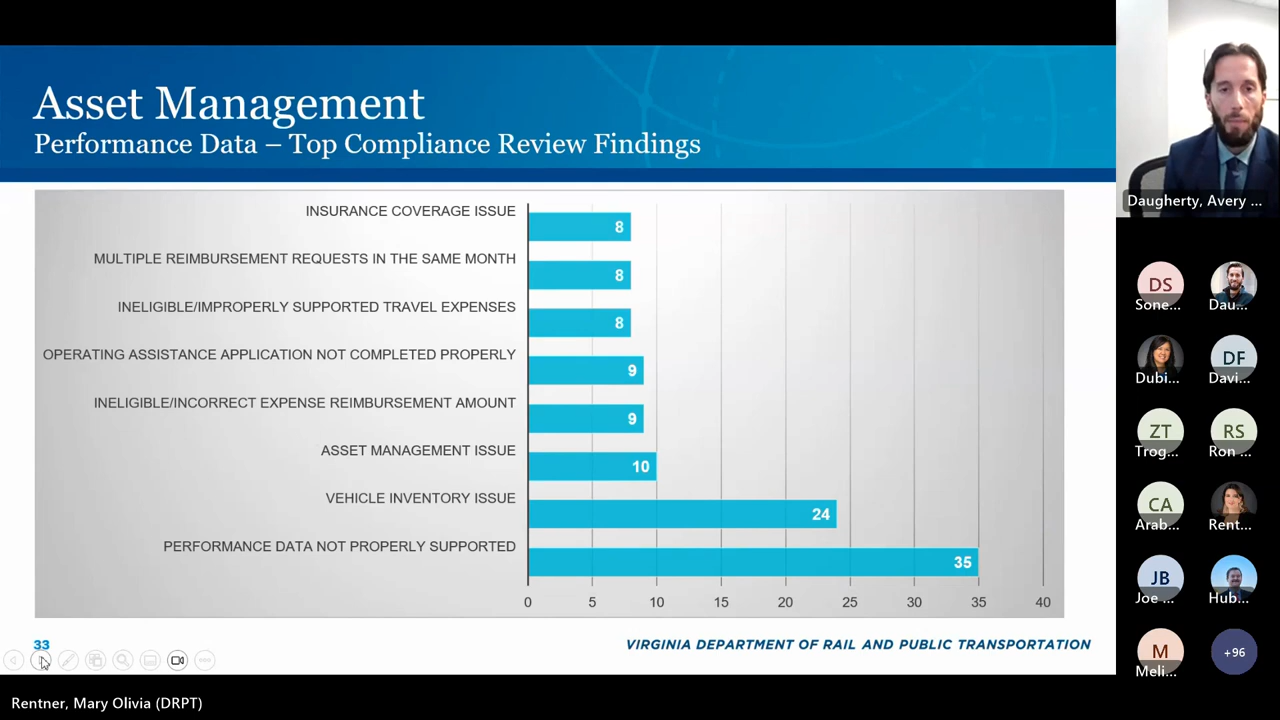 Asset Management
Performance Data – Top Compliance Review Findings
INSURANCE COVERAGE ISSUE
8
MULTIPLE REIMBURSEMENT REQUESTS IN THE SAME MONTH
8
INELIGIBLE/IMPROPERLY SUPPORTED TRAVEL EXPENSES
8
OPERATING ASSISTANCE APPLICATION NOT COMPLETED PROPERLY
9
INELIGIBLE/INCORRECT EXPENSE REIMBURSEMENT AMOUNT
9
ASSET MANAGEMENT ISSUE
10
VEHICLE INVENTORY ISSUE
24
PERFORMANCE DATA NOT PROPERLY SUPPORTED
35
0 5 10 15 20 25 30 35 40
33
VIRGINIA DEPARTMENT OF RAIL AND PUBLIC TRANSPORTATION
Rentner, Mary Olivia (DRPT)
Daugherty, Avery ...
DS
Sone...
Dau...
Dubi...
DF
Davi...
ZT
Trog...
RS
Ron ...
CA
Arab...
Rent...
JB
Joe ...
Hub...
M
Meli...
+96